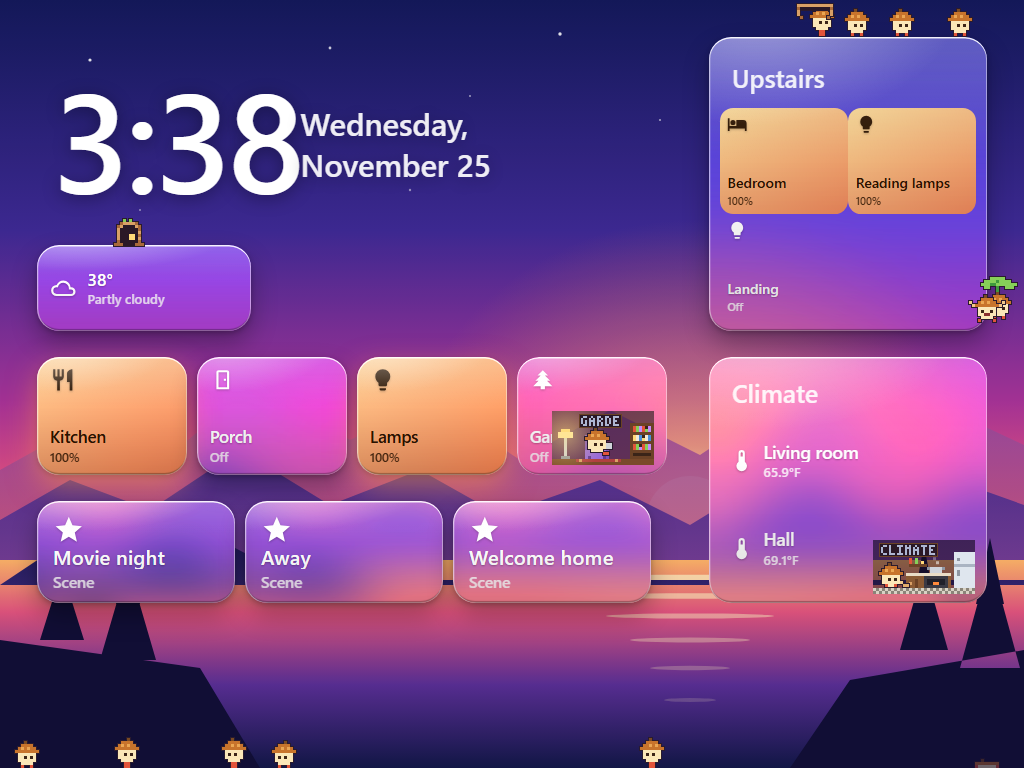 3:38
Wednesday,
November 25
38°
Partly cloudy
Upstairs
Bedroom
100%
Reading lamps
100%
Landing
Off
Kitchen
100%
Porch
Off
Lamps
100%
Off
GARDE
Climate
Living room
65.9°F
Hall
69.1°F
CLIMATE
Movie night
Scene
Away
Scene
Welcome home
Scene